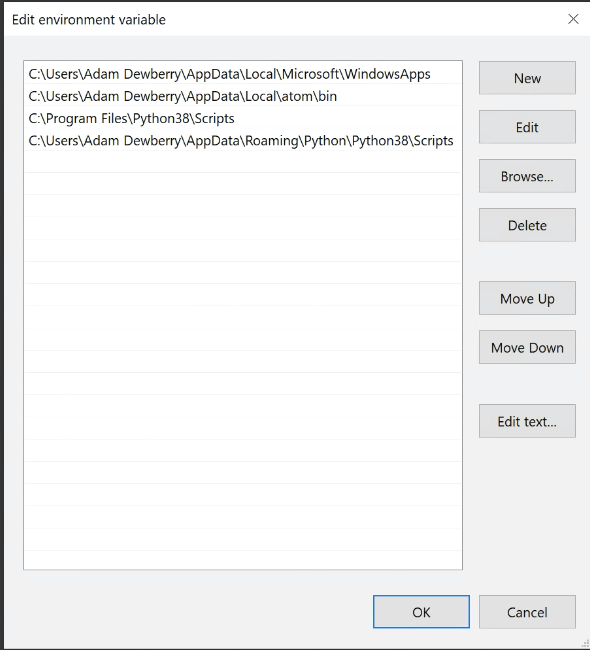 Edit environment variable
C:\Users\Adam Dewberry\AppData\Local\Microsoft\WindowsApps
C:\Users\Adam Dewberry\AppData\Local\atom\bin
C:\Program Files\Python38\Scripts
C:\Users\Adam Dewberry\AppData\Roaming\Python\Python38\Scripts
New
Edit
Browse...
Delete
Move Up
Move Down
Edit text...
OK
Cancel